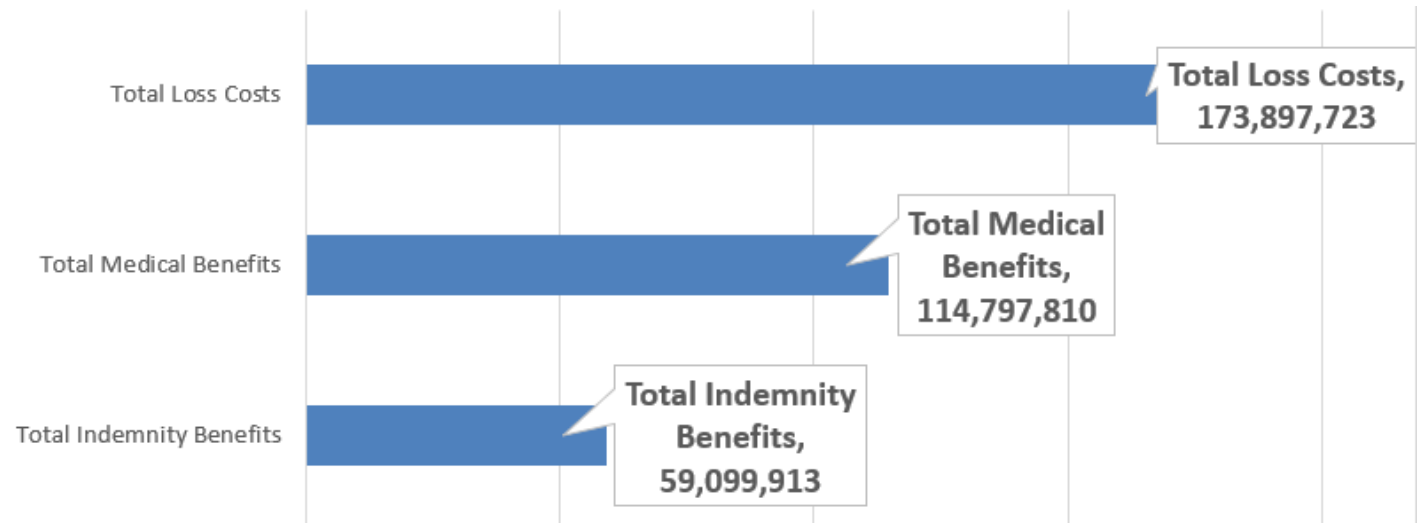 Total Loss Costs
Total Loss Costs,
173,897,723
Total Medical Benefits
Total Medical
Benefits,
114,797,810
Total Indemnity Benefits
Total Indemnity
Benefits,
59,099,913